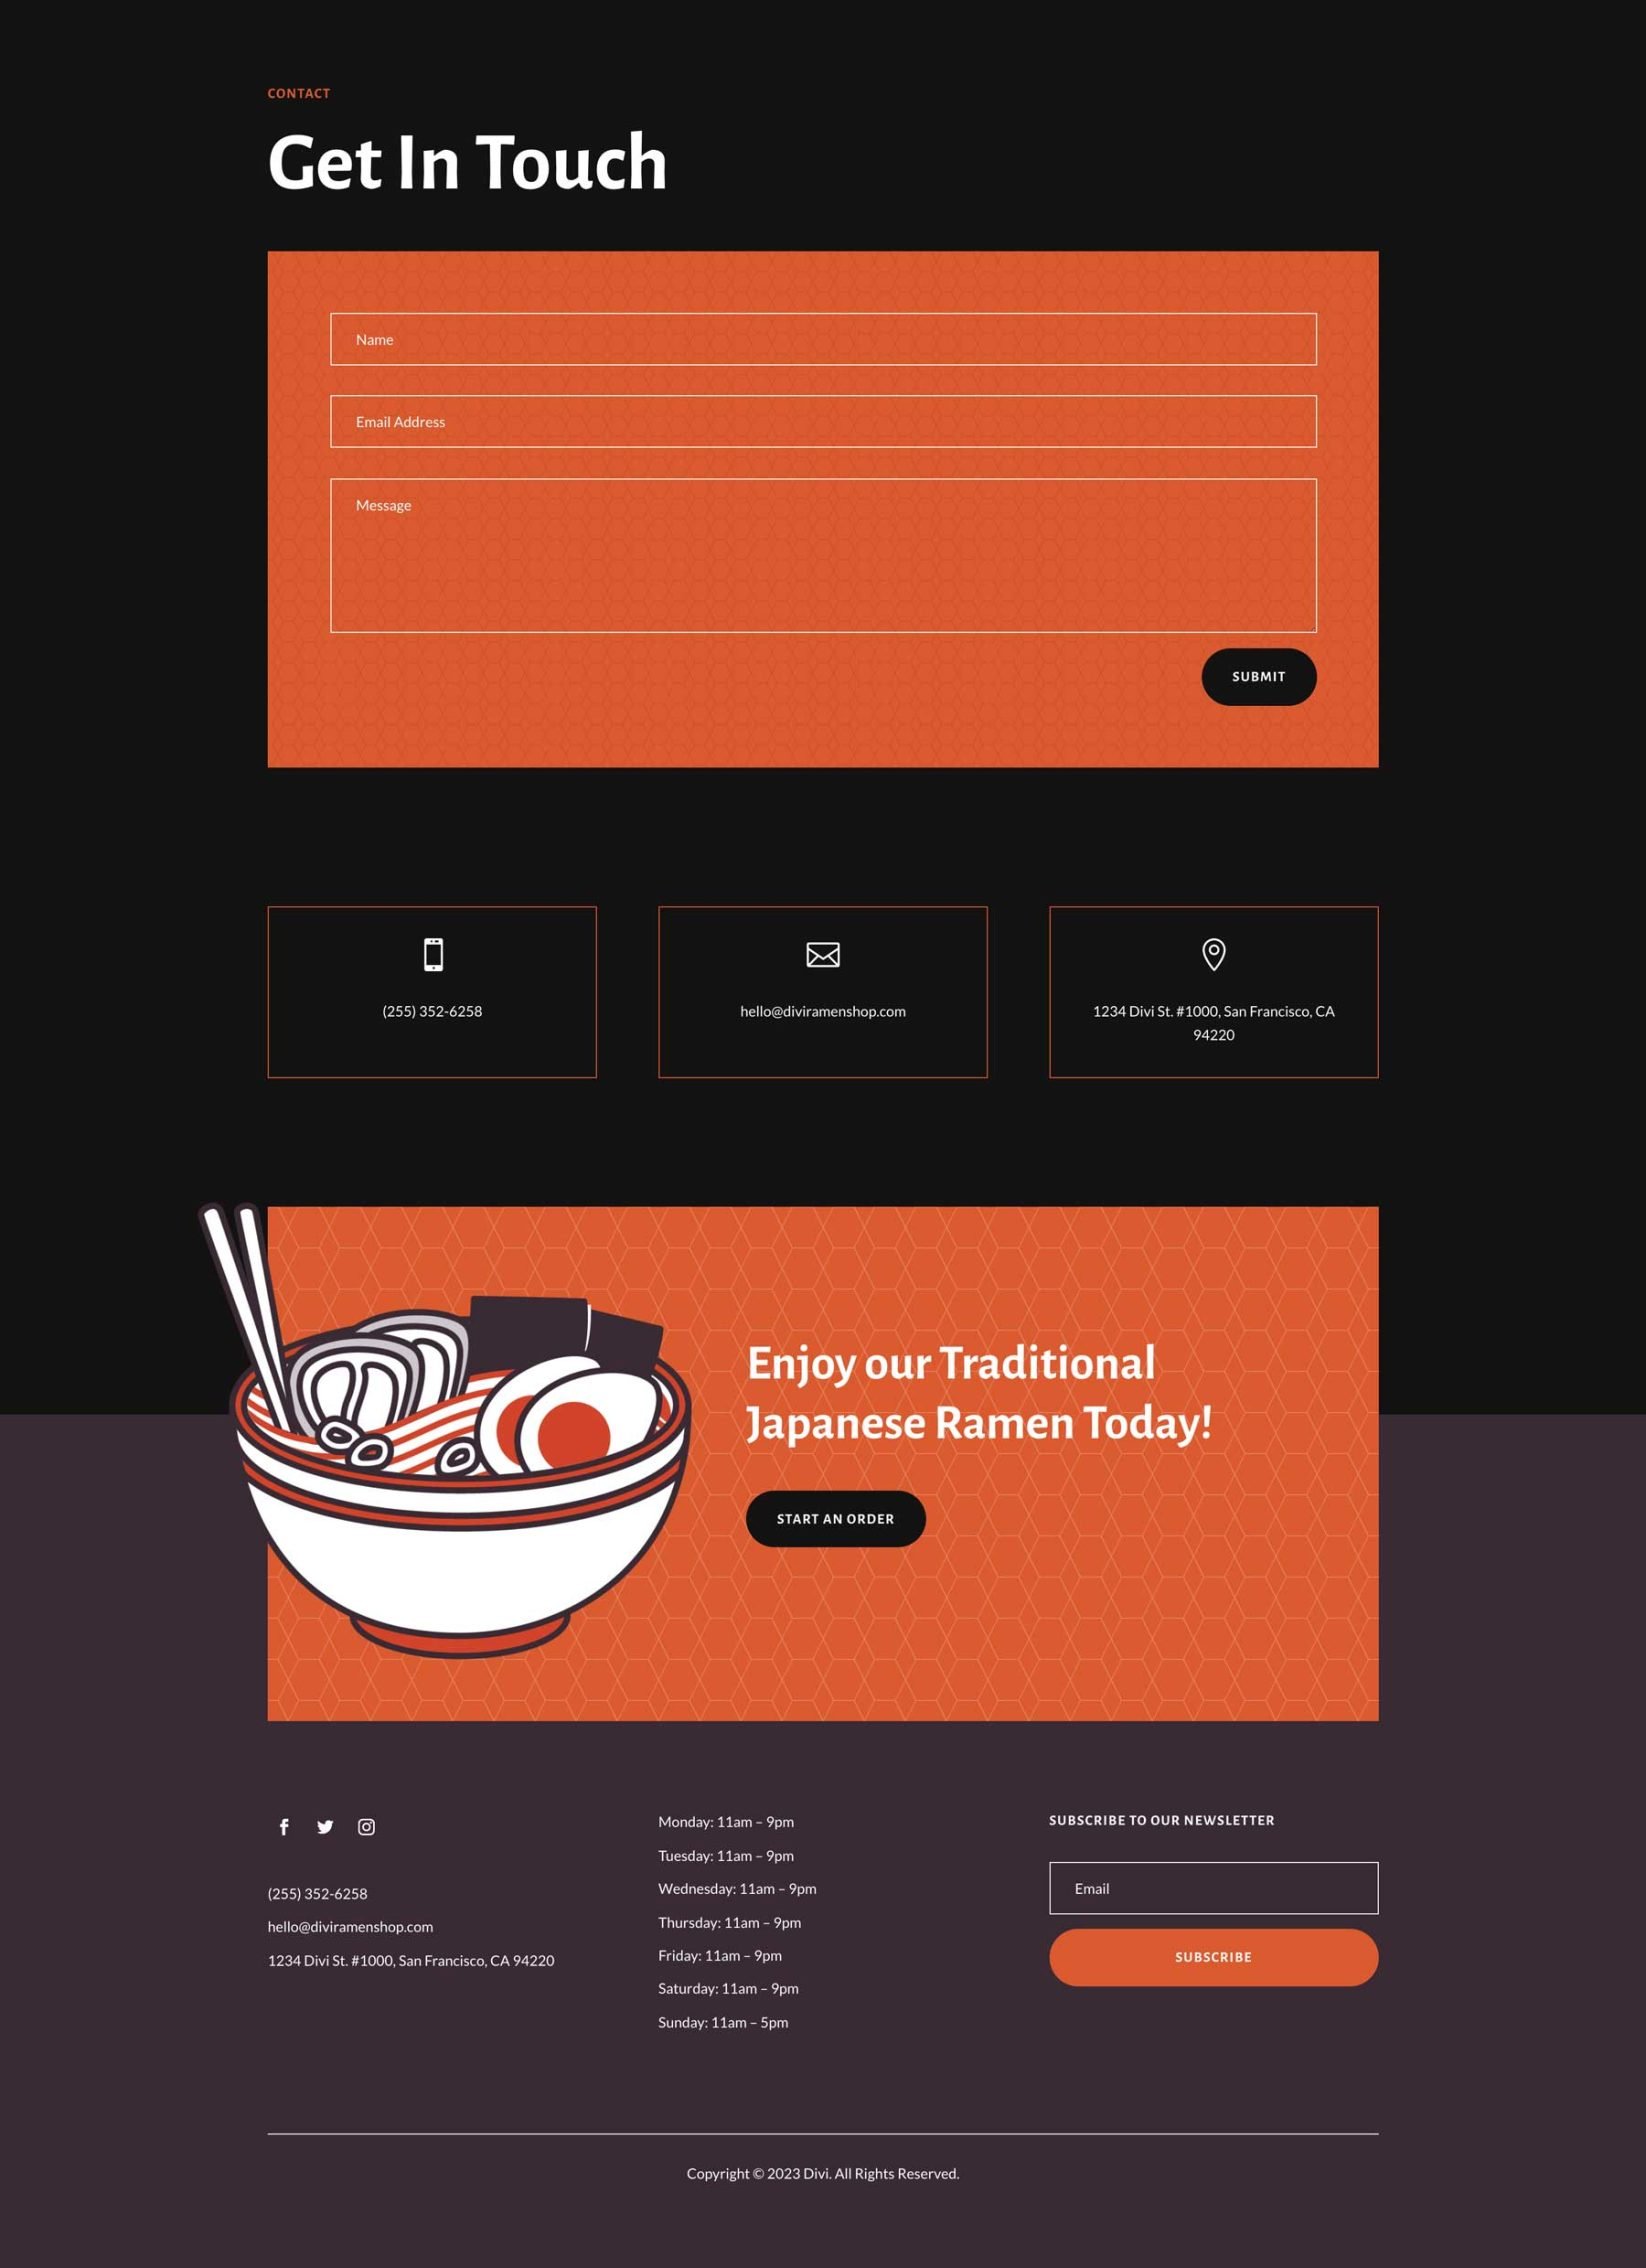 CONTACT
Get In Touch
Name
Email Address
Message
SUBMIT
(255) 352-6258
hello@diviramenshop.com
1234 Divi St. #1000, San Francisco, CA
94220
Enjoy our Traditional
Japanese Ramen Today!
START AN ORDER
(255) 352-6258
hello@diviramenshop.com
1234 Divi St. #1000, San Francisco, CA 94220
Monday: 11am – 9pm
Tuesday: 11am – 9pm
Wednesday: 11am – 9pm
Thursday: 11am – 9pm
Friday: 11am – 9pm
Saturday: 11am – 9pm
Sunday: 11am – 5pm
SUBSCRIBE TO OUR NEWSLETTER
Email
SUBSCRIBE
Copyright © 2023 Divi. All Rights Reserved.